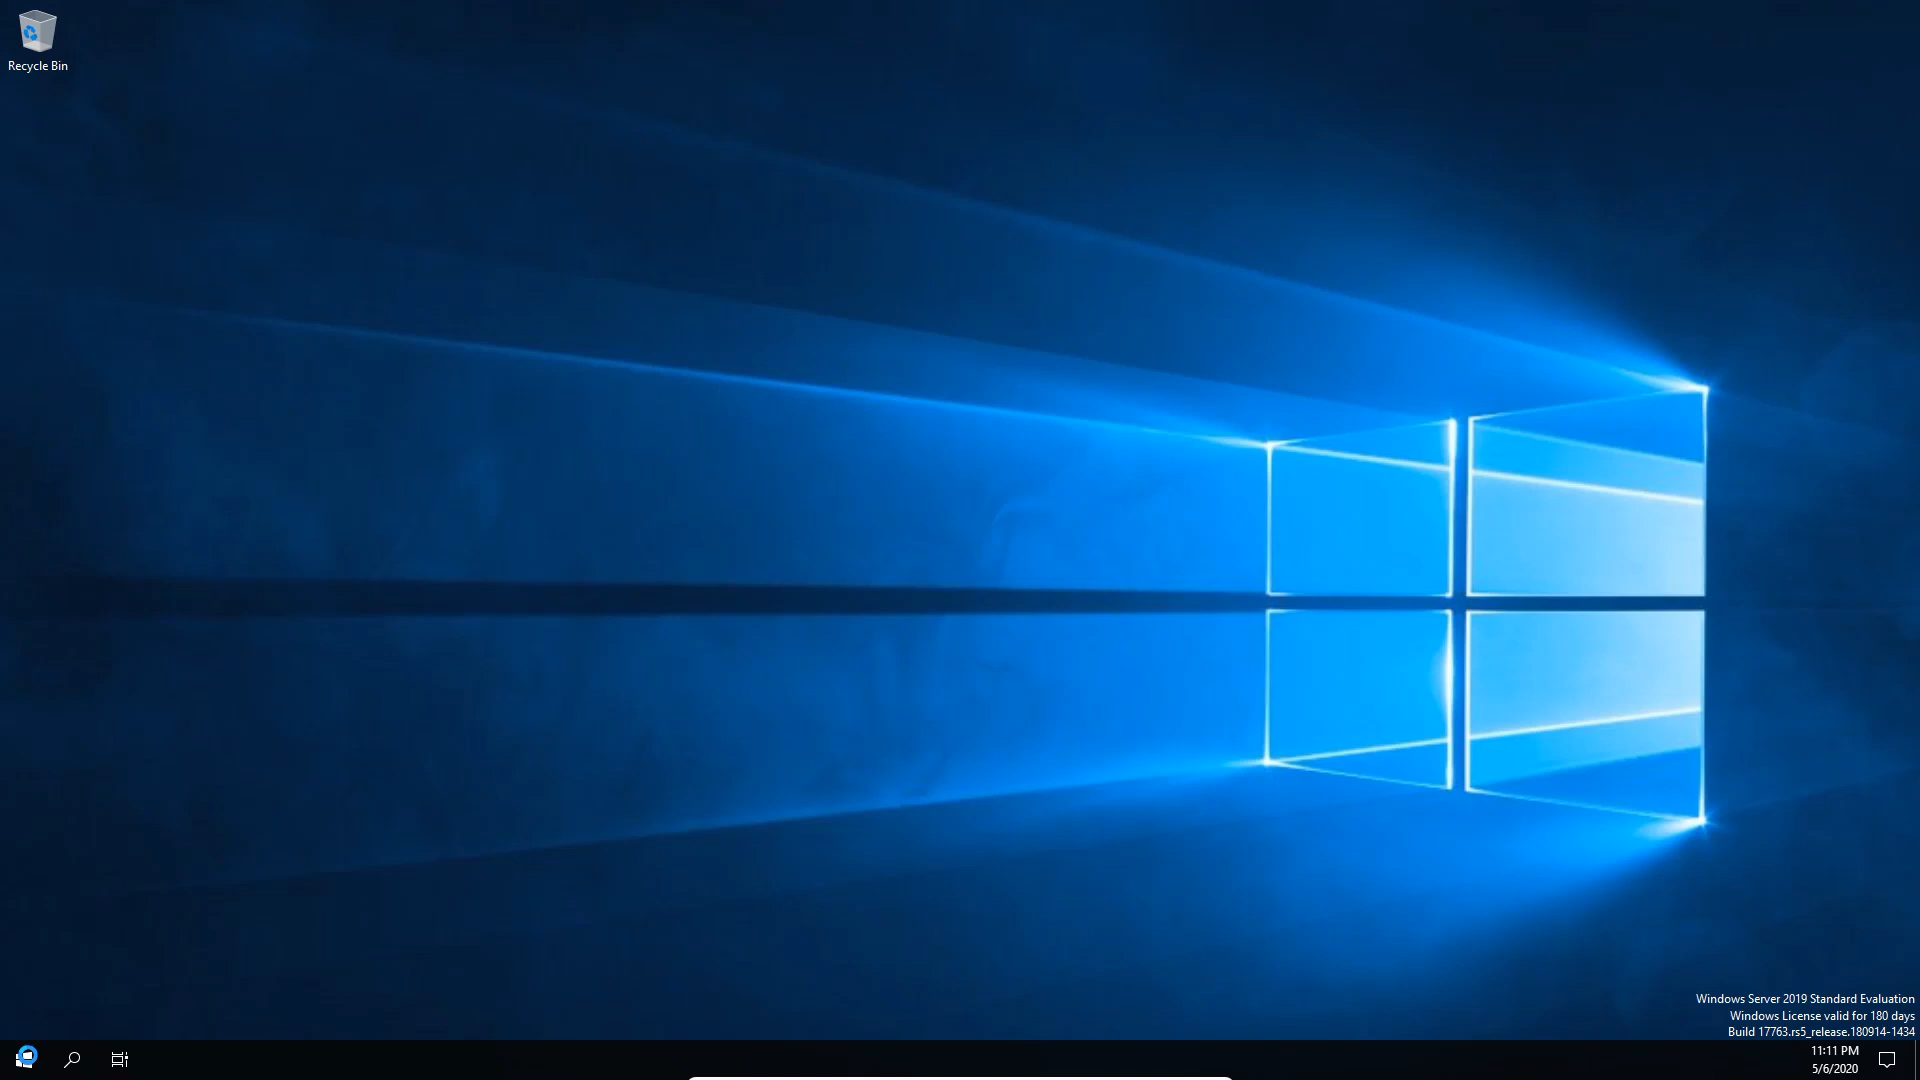 Recycle Bin
Windows Server 2019 Standard Evaluation
Windows License valid for 180 days
Build 17763.rs5_release.180914-1434
11:11 PM
5/6/2020